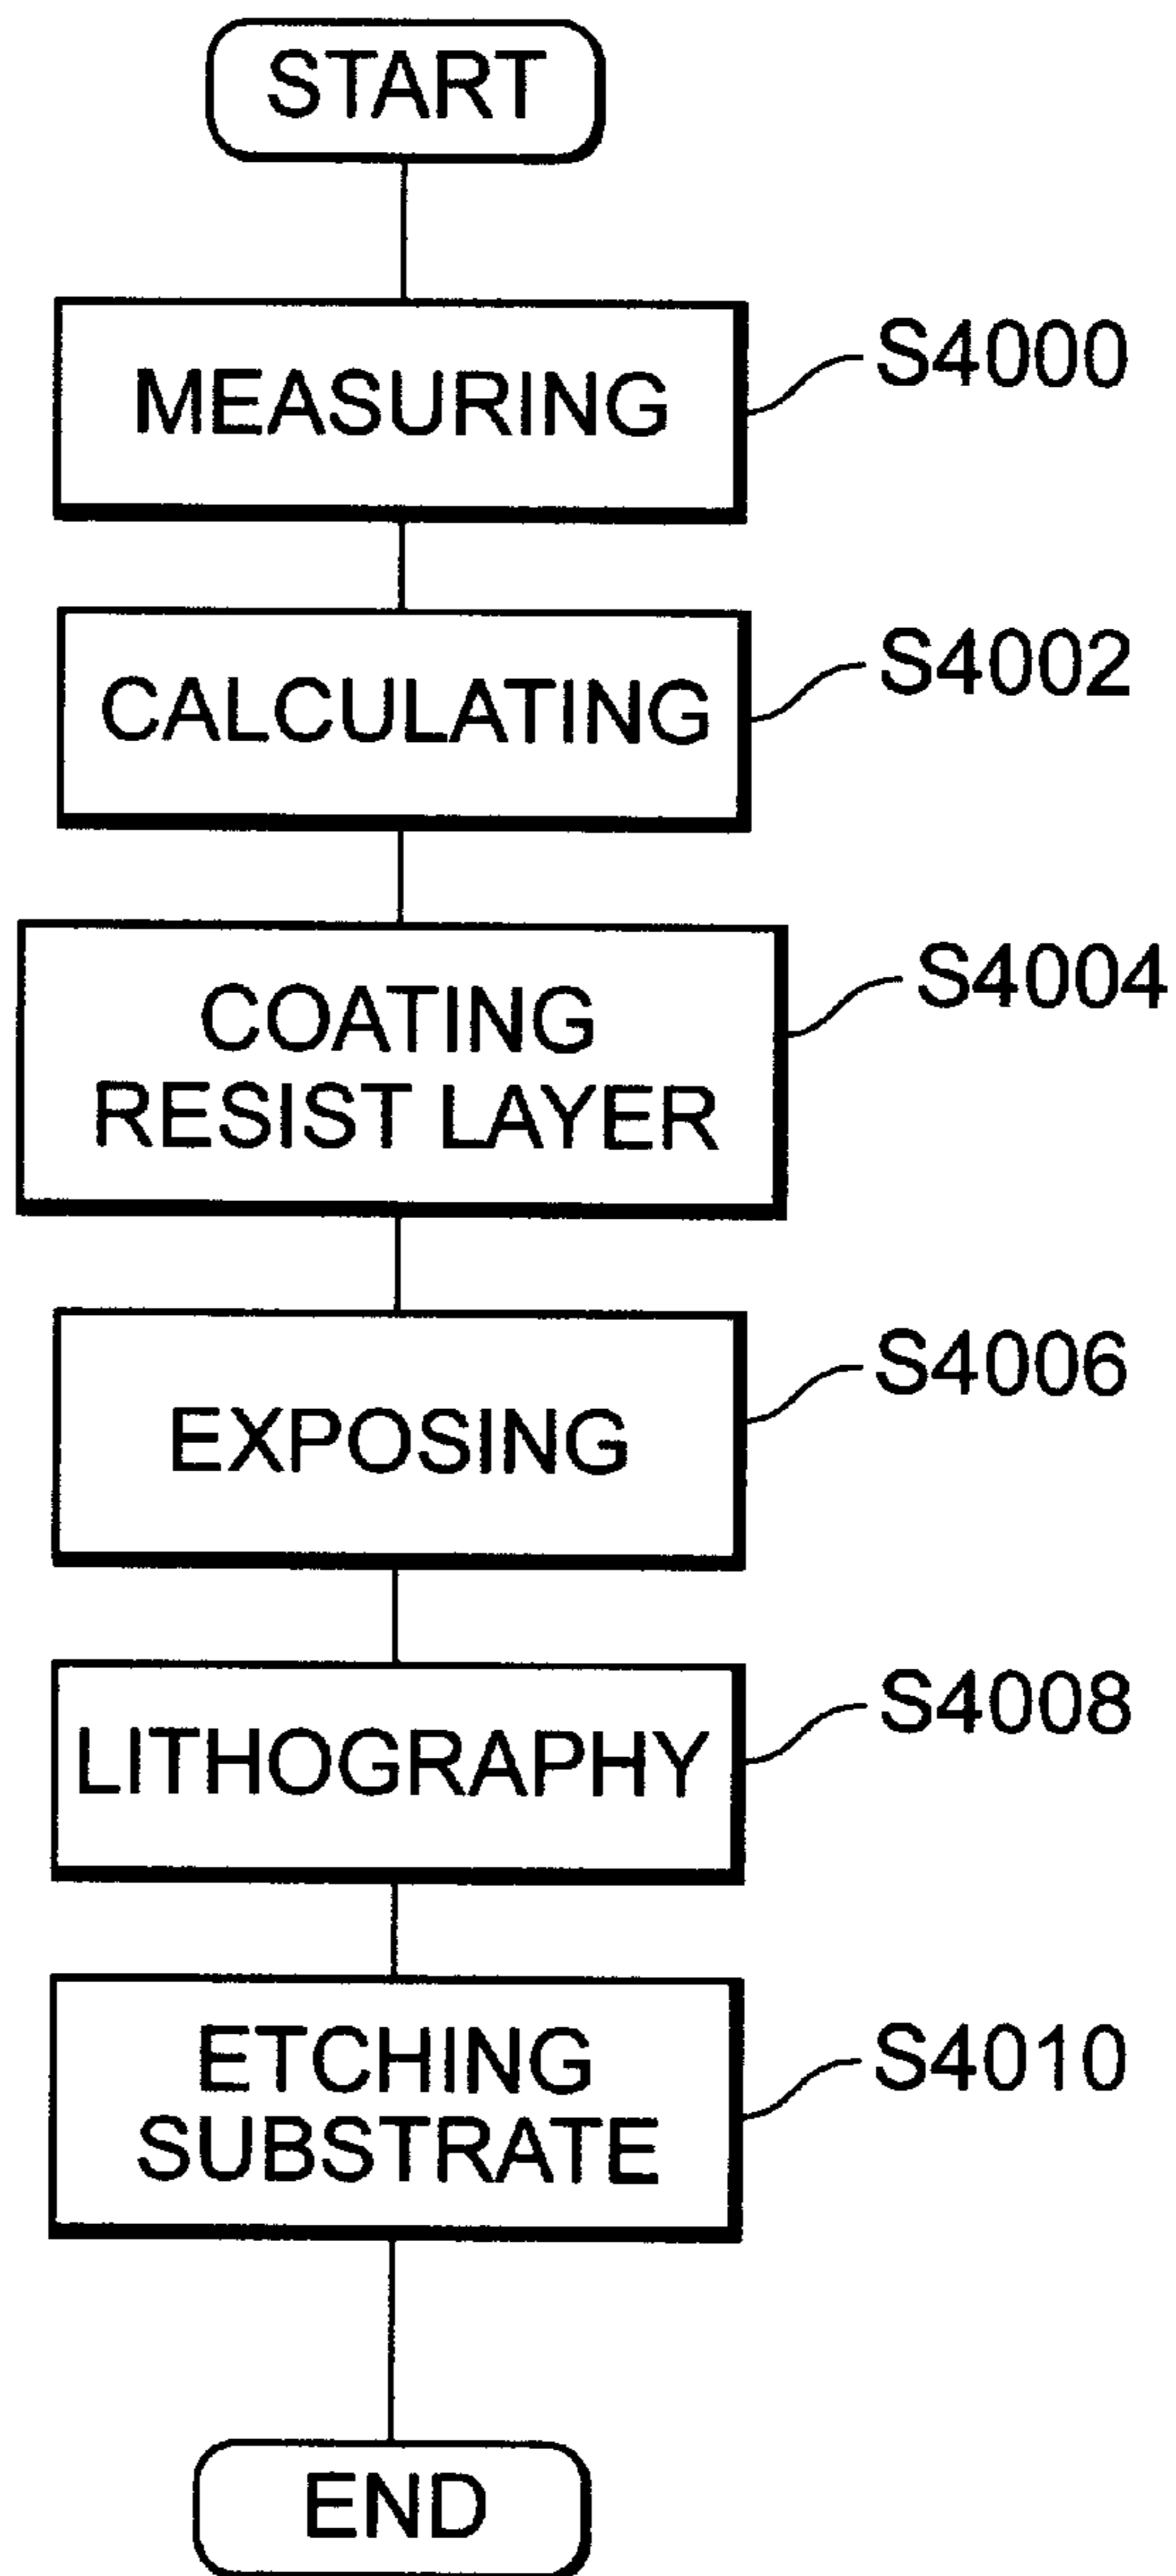 START
MEASURING
S4000
CALCULATING
S4002
COATING
RESIST LAYER
S4004
EXPOSING
S4006
LITHOGRAPHY
S4008
ETCHING
SUBSTRATE
S4010
END